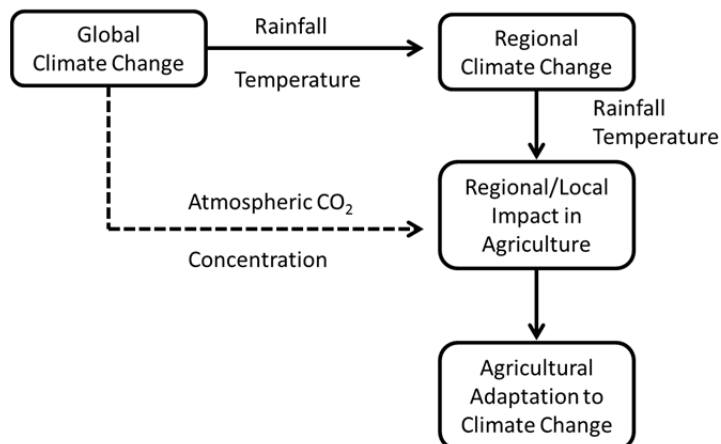 Global
Climate Change
Rainfall
Temperature
Regional
Climate Change
Rainfall
Temperature
Atmospheric CO₂
Concentration
Regional/Local
Impact in
Agriculture
Agricultural
Adaptation to
Climate Change